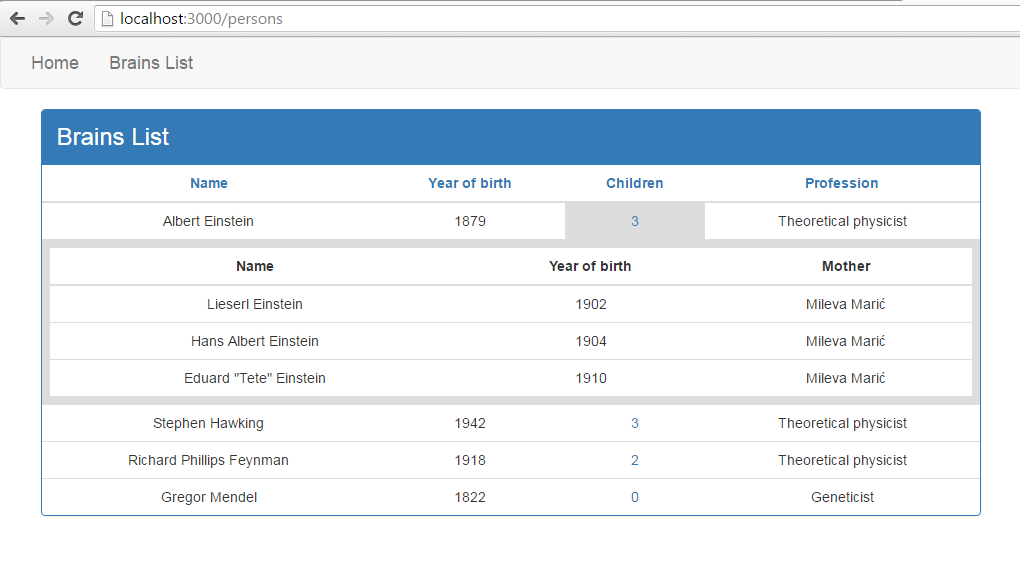 localhost:3000/persons
Home Brains List
Brains List
Name Year of birth Children Profession
Albert Einstein 1879 3 Theoretical physicist
Name Year of birth Mother
Lieserl Einstein 1902 Mileva Marić
Hans Albert Einstein 1904 Mileva Marić
Eduard "Tete" Einstein 1910 Mileva Marić
Stephen Hawking 1942 3 Theoretical physicist
Richard Phillips Feynman 1918 2 Theoretical physicist
Gregor Mendel 1822 0 Geneticist